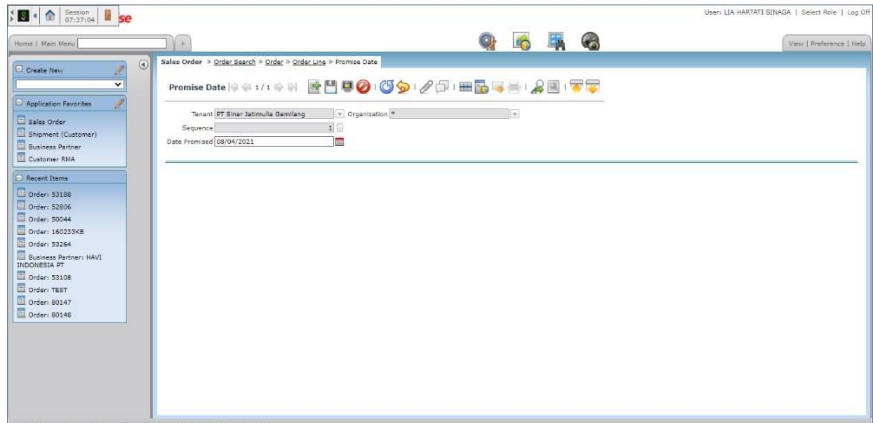 Session
07:37:04
se
User: LIA HARTATI SINAGA | Select Role | Log Off
Home | Main Menu
View | Preference | Help
Create New
Application Favorites
Sales Order
Shipment (Customer)
Business Partner
Customer RMA
Recent Items
Order: 53188
Order: 52806
Order: 50044
Order: 160233KB
Order: 53264
Business Partner: HAVI
INDONESIA PT
Order: 53108
Order: TEST
Order: 80147
Order: 80148
Sales Order > Order Search > Order > Order Line > Promise Date
Promise Date 1/1
Tenant PT Sinar Jatimulia Gemilang Organization *
Sequence 1
Date Promised 08/04/2021